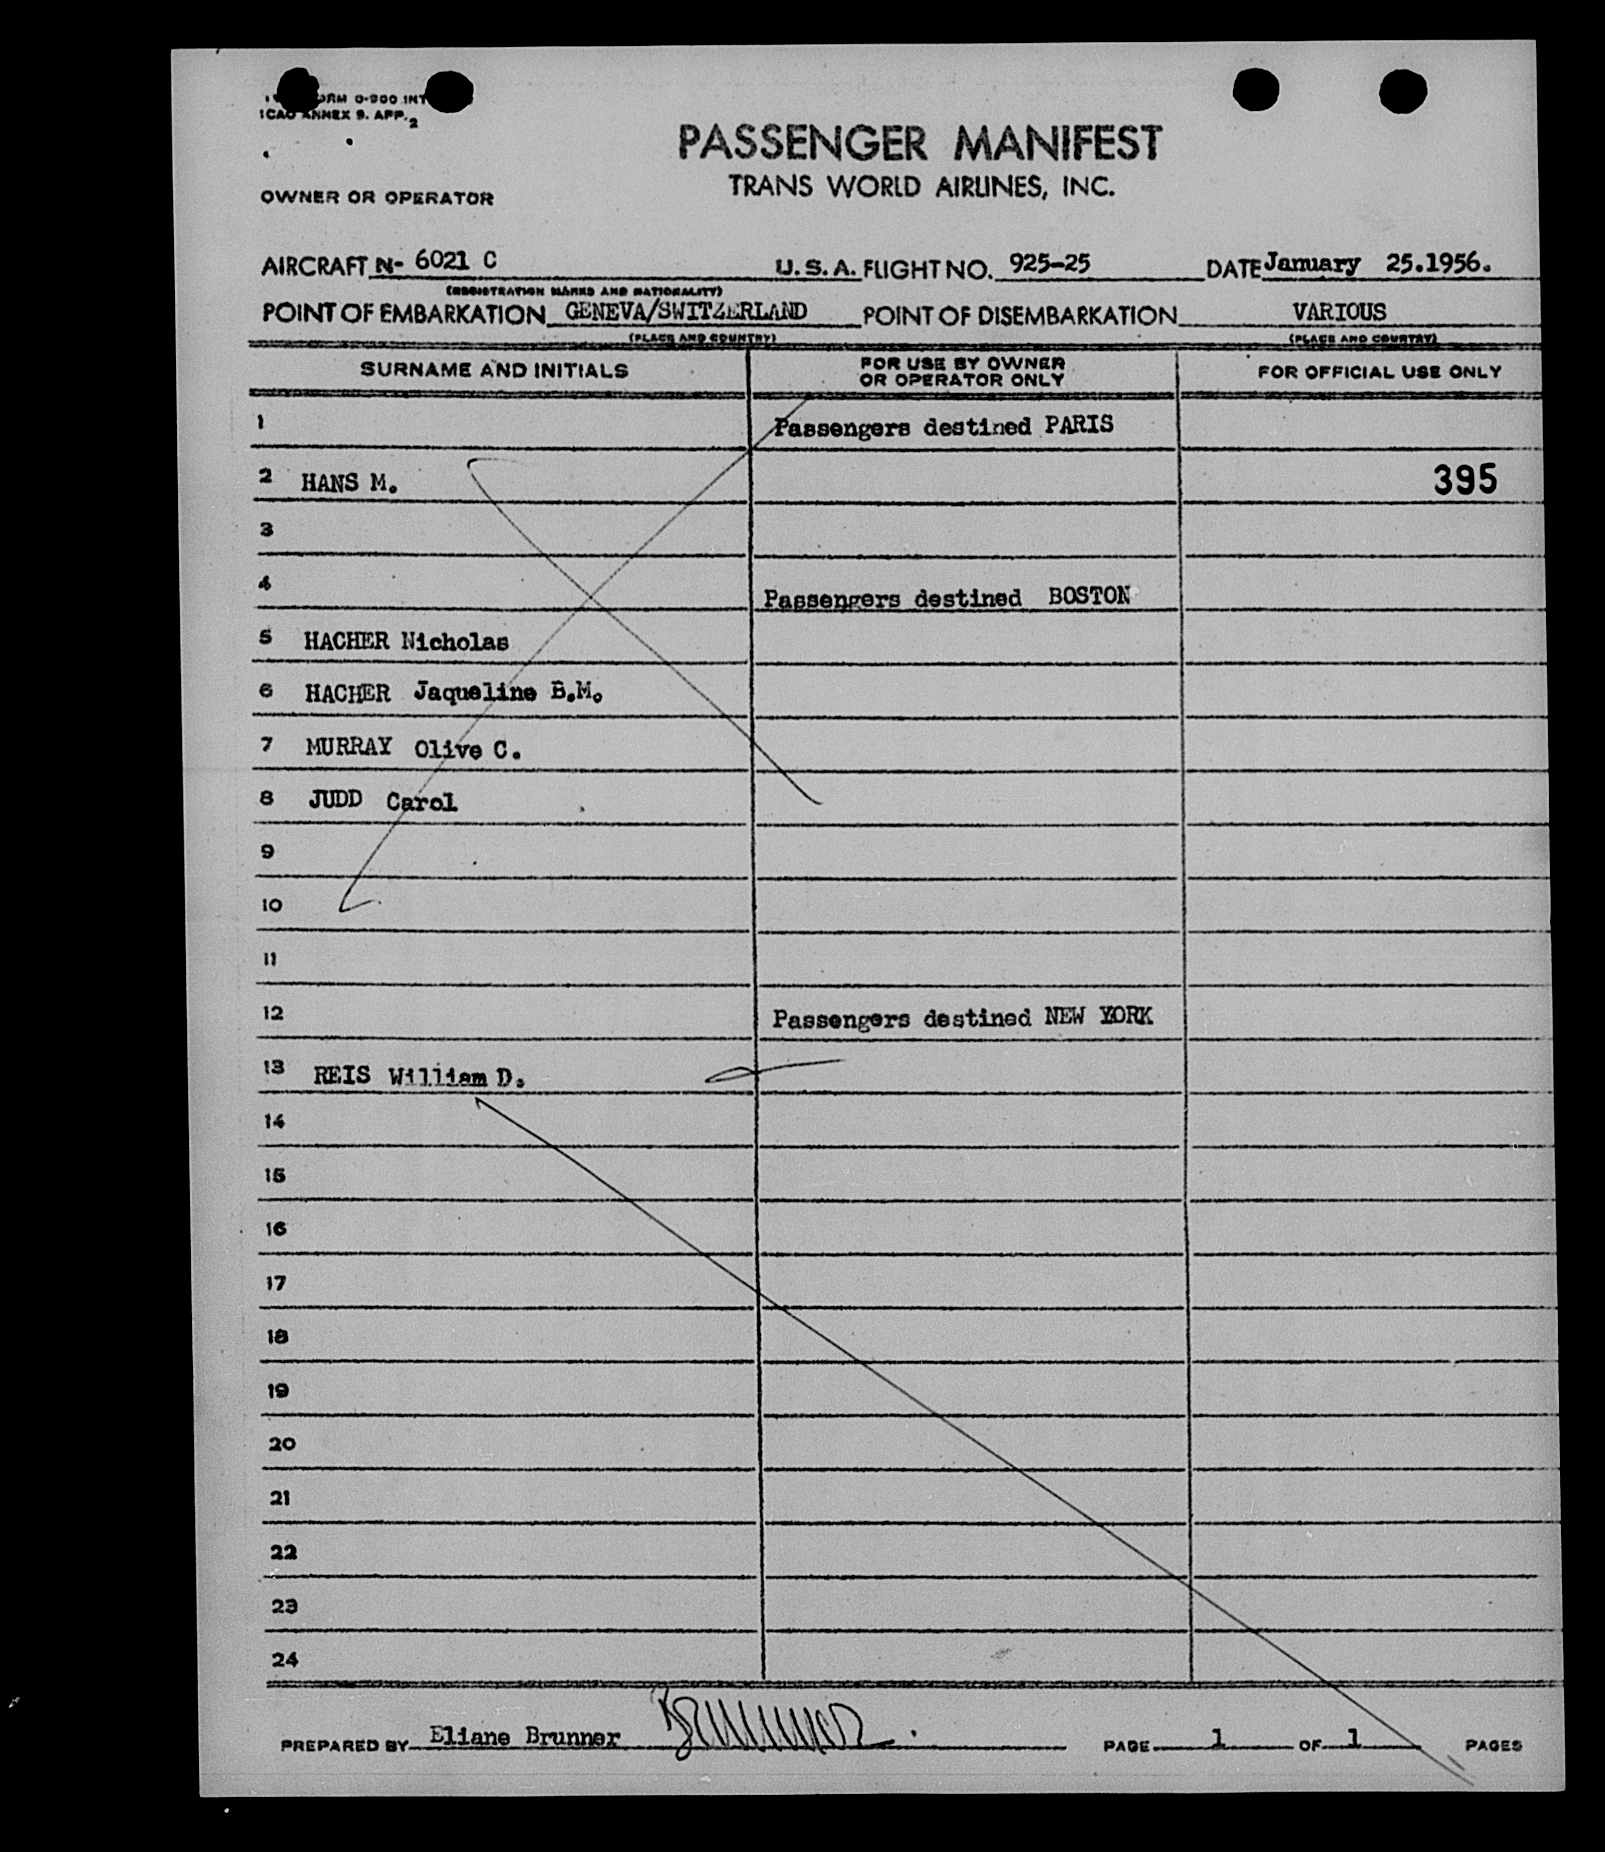 ORM O-900 INT
ICAO ANNEX 9. APP. 2
PASSENGER MANIFEST
TRANS WORLD AIRLINES, INC.
OWNER OR OPERATOR
AIRCRAFT N- 6021 C U.S.A. FLIGHT NO. 925-25 DATE January 25.1956.
(REGISTRATION MARKS AND NATIONALITY)
POINT OF EMBARKATION GENEVA/SWITZERLAND POINT OF DISEMBARKATION VARIOUS
(PLACE AND COUNTRY) (PLACE AND COUNTRY)
SURNAME AND INITIALS FOR USE BY OWNER OR OPERATOR ONLY FOR OFFICIAL USE ONLY
1 Passengers destined PARIS
2 HANS M. 395
3
4 Passengers destined BOSTON
5 HACHER Nicholas
6 HACHER Jaqueline B.M.
7 MURRAY Olive C.
8 JUDD Carol
9
10
11
12 Passengers destined NEW YORK
13 REIS William D.
14
15
16
17
18
19
20
21
22
23
24
PREPARED BY Eliane Brunner Brunner PAGE 1 OF 1 PAGES